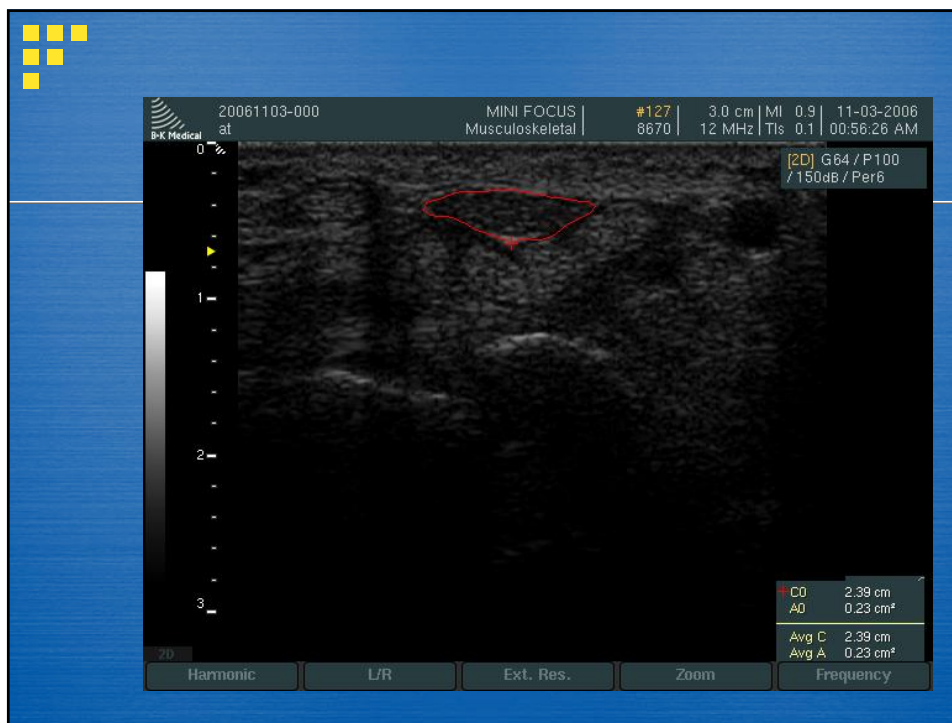 20061103-000 MINI FOCUS #127 3.0 cm MI 0.9 11-03-2006
B-K Medical at Musculoskeletal 8670 12 MHz TIs 0.1 00:56:26 AM
[2D] G64 / P100
/ 150dB / Per6
0
1
2
3
C0 2.39 cm
A0 0.23 cm²
Avg C 2.39 cm
Avg A 0.23 cm²
2D
Harmonic L/R Ext. Res. Zoom Frequency